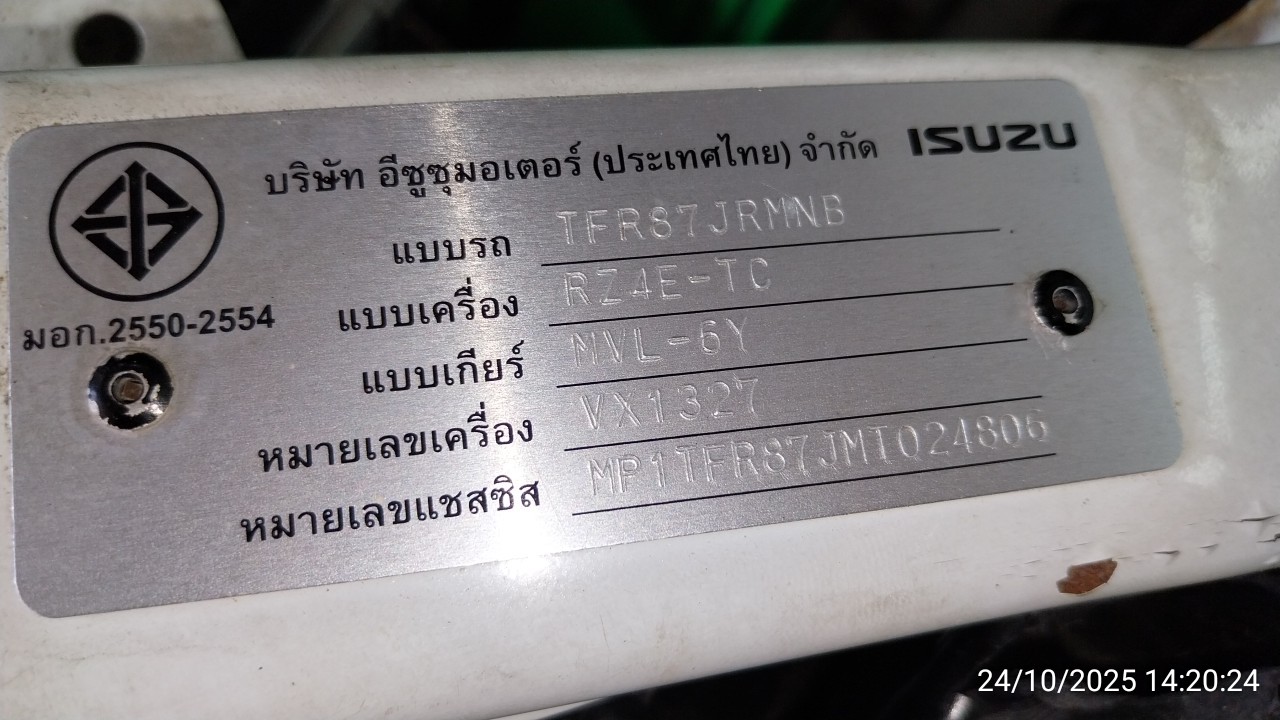 บริษัท อีซูซุมอเตอร์ (ประเทศไทย) จำกัด ISUZU
แบบรถ TFR87JRMNB
แบบเครื่อง RZ4E-TC
มอก.2550-2554
แบบเกียร์ MVL-6Y
หมายเลขเครื่อง VX1327
หมายเลขแชสซิส MP1TFR87JMT024806
24/10/2025 14:20:24